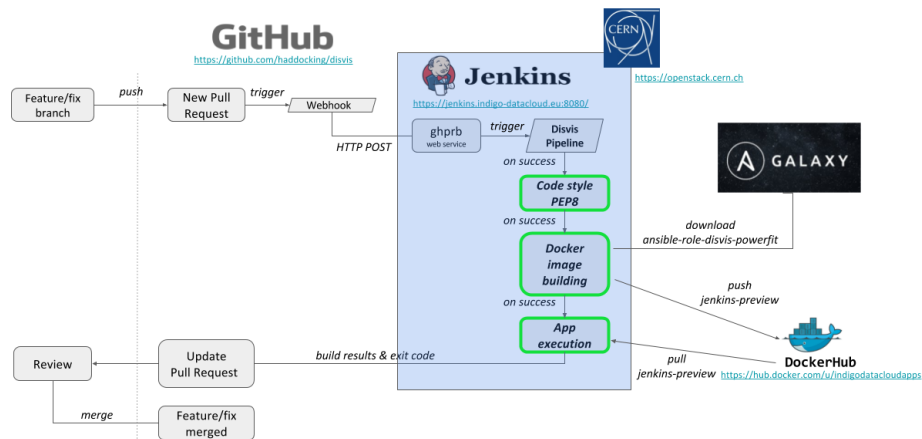 GitHub
https://github.com/haddocking/disvis
CERN
https://openstack.cern.ch
Jenkins
https://jenkins.indigo-datacloud.eu:8080/
Feature/fix
branch
push
New Pull
Request
trigger
Webhook
HTTP POST
ghprb
web service
trigger
Disvis
Pipeline
on success
Code style
PEP8
on success
Docker
image
building
on success
App
execution
A GALAXY
download
ansible-role-disvis-powerfit
push
jenkins-preview
DockerHub
https://hub.docker.com/u/indigodatacloudapps
pull
jenkins-preview
build results & exit code
Update
Pull Request
Review
merge
Feature/fix
merged